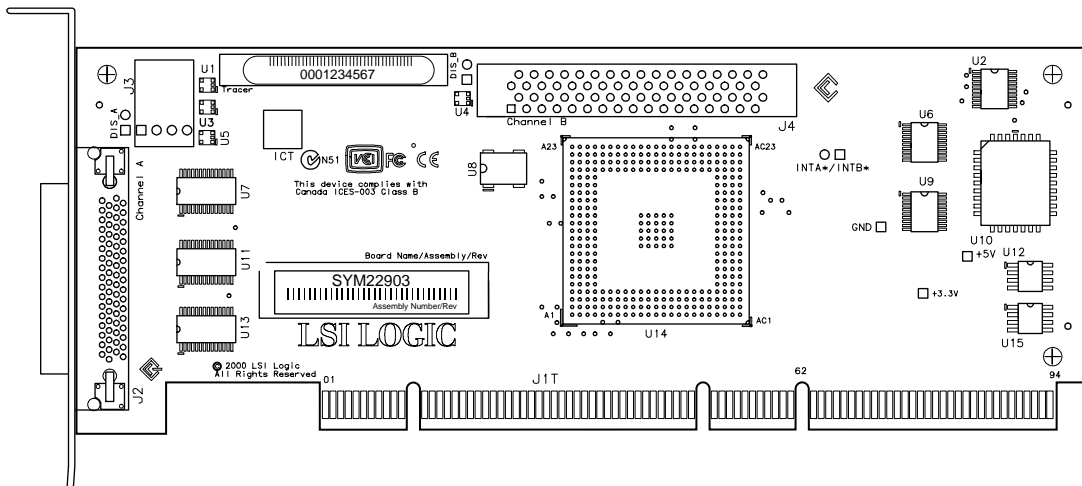 J3
DIS_A
U1
U3
U5
0001234567
Tracer
DIS_B
U4
Channel B
J4
U2
U6
U9
INTA*/INTB*
GND
U10
+5V
+3.3V
U12
U15
ICT
N51
VCI FC CE
This device complies with
Canada ICES-003 Class B
U8
A23
AC23
A1
AC1
U14
Channel A
U7
U11
U13
Board Name/Assembly/Rev
SYM22903
Assembly Number/Rev
LSI LOGIC
© 2000 LSI Logic
All Rights Reserved
J2
01
J1T
62
94